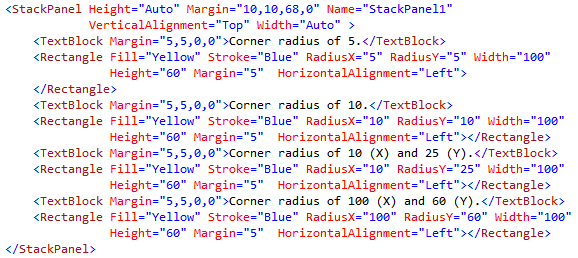 <StackPanel Height="Auto" Margin="10,10,68,0" Name="StackPanel1"
VerticalAlignment="Top" Width="Auto" >
<TextBlock Margin="5,5,0,0">Corner radius of 5.</TextBlock>
<Rectangle Fill="Yellow" Stroke="Blue" RadiusX="5" RadiusY="5" Width="100"
Height="60" Margin="5"  HorizontalAlignment="Left">
</Rectangle>
<TextBlock Margin="5,5,0,0">Corner radius of 10.</TextBlock>
<Rectangle Fill="Yellow" Stroke="Blue" RadiusX="10" RadiusY="10" Width="100"
Height="60" Margin="5"  HorizontalAlignment="Left"></Rectangle>
<TextBlock Margin="5,5,0,0">Corner radius of 10 (X) and 25 (Y).</TextBlock>
<Rectangle Fill="Yellow" Stroke="Blue" RadiusX="10" RadiusY="25" Width="100"
Height="60" Margin="5"  HorizontalAlignment="Left"></Rectangle>
<TextBlock Margin="5,5,0,0">Corner radius of 100 (X) and 60 (Y).</TextBlock>
<Rectangle Fill="Yellow" Stroke="Blue" RadiusX="100" RadiusY="60" Width="100"
Height="60" Margin="5"  HorizontalAlignment="Left"></Rectangle>
</StackPanel>